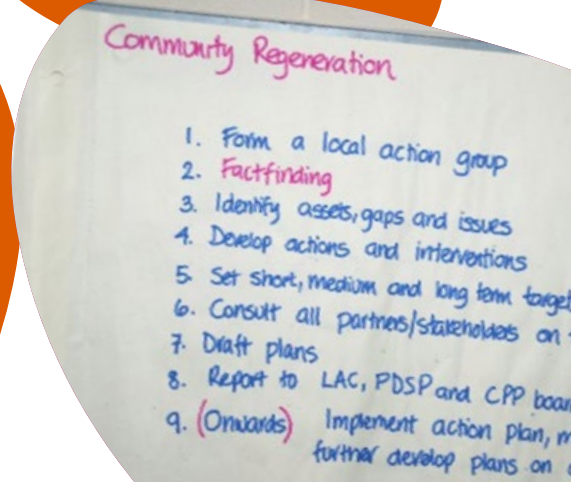 Community Regeneration
1. Form a local action group
2. Factfinding
3. Identify assets, gaps and issues
4. Develop actions and interventions
5. Set short, medium and long term
6. Consult all partners/stakeholders on
7. Draft plans
8. Report to LAC, PDSP and CPP
9. (Onwards) Implement action plan,
further develop plans on